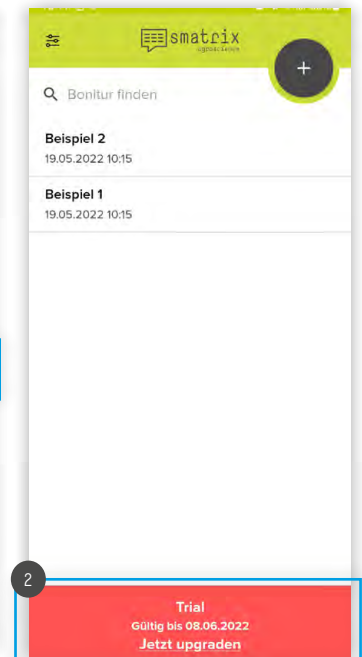 smatrix
agroscience
+
Bonitur finden
Beispiel 2
19.05.2022 10:15
Beispiel 1
19.05.2022 10:15
2
Trial
Gültig bis 08.06.2022
Jetzt upgraden